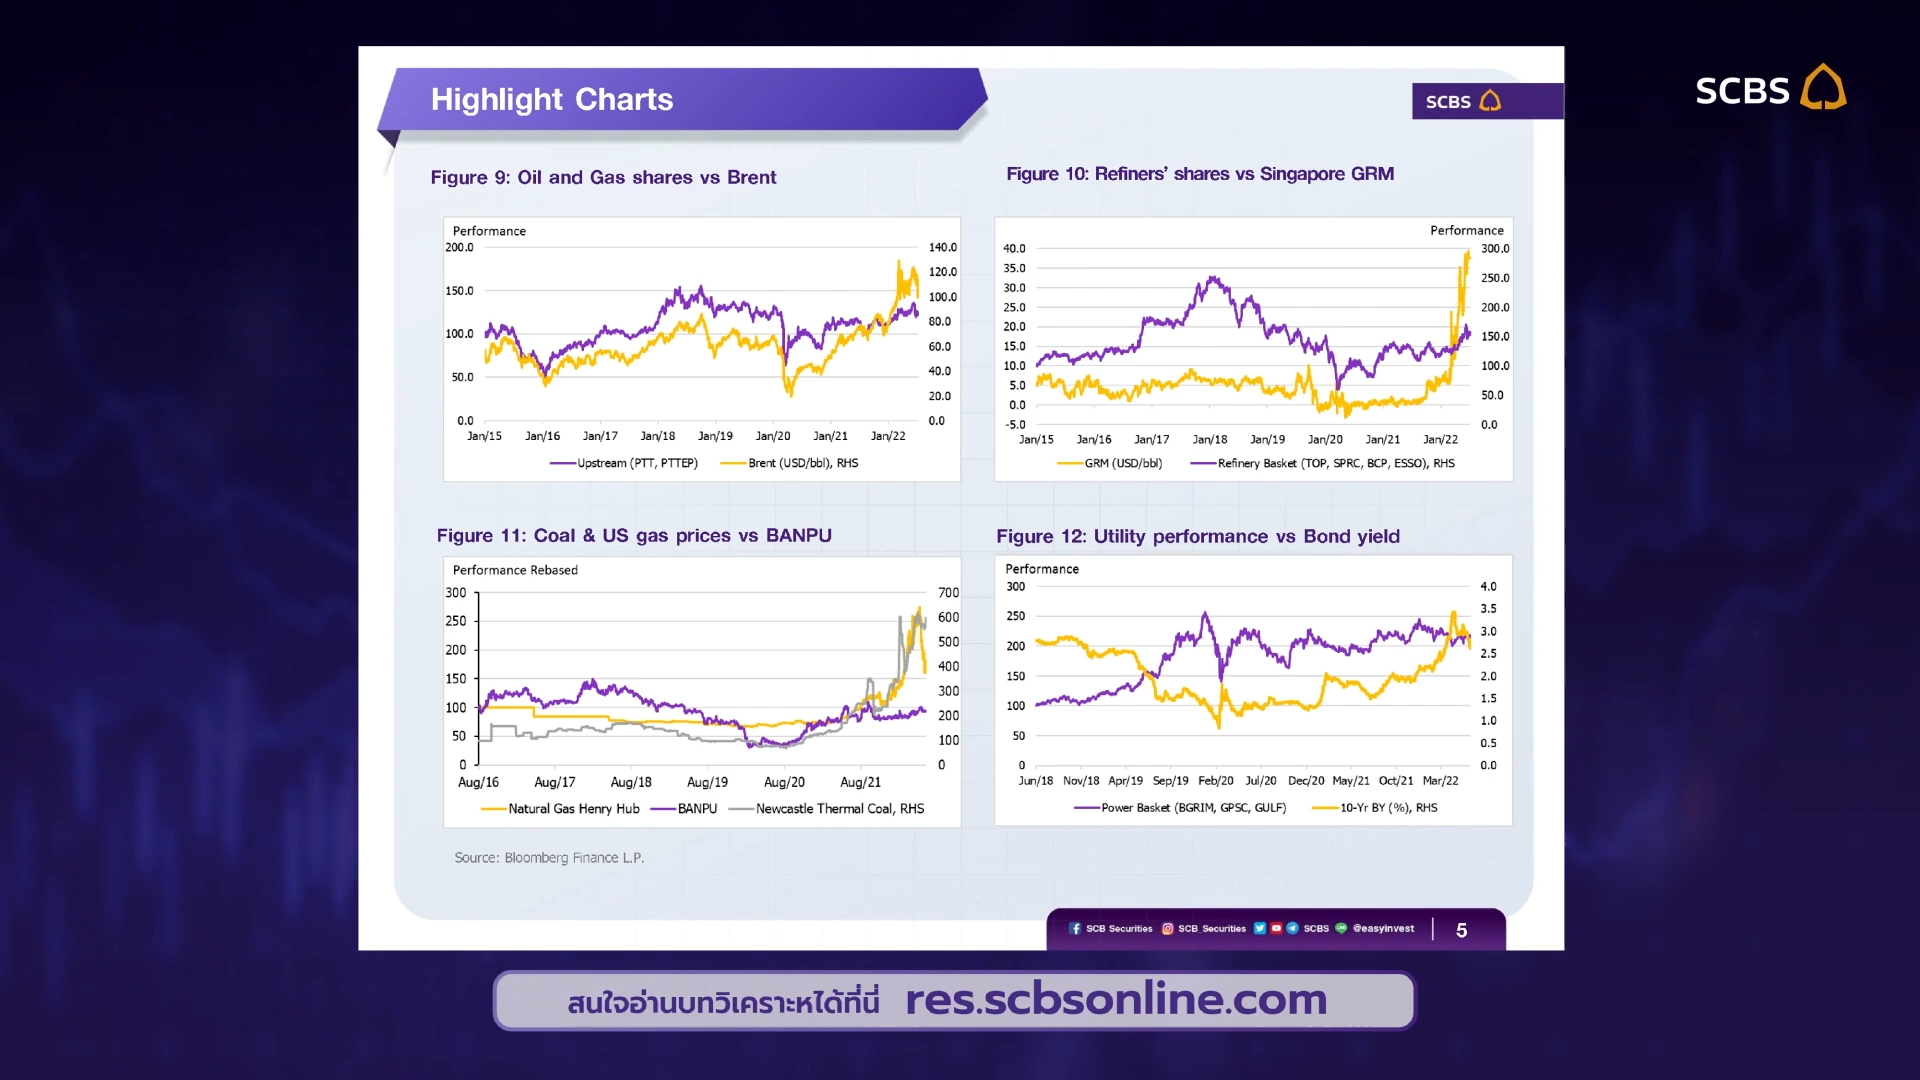 Highlight Charts
SCBS
SCBS
Figure 9: Oil and Gas shares vs Brent
Performance
200.0
150.0
100.0
50.0
0.0
140.0
120.0
100.0
80.0
60.0
40.0
20.0
0.0
Jan/15 Jan/16 Jan/17 Jan/18 Jan/19 Jan/20 Jan/21 Jan/22
Upstream (PTT, PTTEP) Brent (USD/bbl), RHS
Figure 10: Refiners’ shares vs Singapore GRM
Performance
40.0
35.0
30.0
25.0
20.0
15.0
10.0
5.0
0.0
-5.0
300.0
250.0
200.0
150.0
100.0
50.0
0.0
Jan/15 Jan/16 Jan/17 Jan/18 Jan/19 Jan/20 Jan/21 Jan/22
GRM (USD/bbl) Refinery Basket (TOP, SPRC, BCP, ESSO), RHS
Figure 11: Coal & US gas prices vs BANPU
Performance Rebased
300
250
200
150
100
50
0
700
600
500
400
300
200
100
0
Aug/16 Aug/17 Aug/18 Aug/19 Aug/20 Aug/21
Natural Gas Henry Hub BANPU Newcastle Thermal Coal, RHS
Figure 12: Utility performance vs Bond yield
Performance
300
250
200
150
100
50
0
4.0
3.5
3.0
2.5
2.0
1.5
1.0
0.5
0.0
Jun/18 Nov/18 Apr/19 Sep/19 Feb/20 Jul/20 Dec/20 May/21 Oct/21 Mar/22
Power Basket (BGRIM, GPSC, GULF) 10-Yr BY (%), RHS
Source: Bloomberg Finance L.P.
SCB Securities SCB_Securities SCBS @easyinvest 5
สนใจอ่านบทวิเคราะห์ได้ที่นี่ res.scbsonline.com